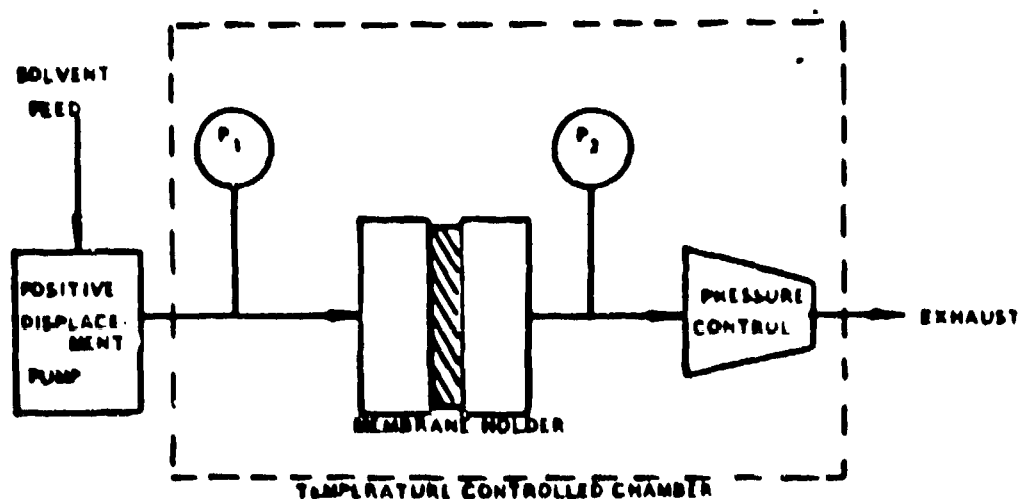 SOLVENT
FEED
P1
P2
POSITIVE
DISPLACE-
MENT
PUMP
PRESSURE
CONTROL
EXHAUST
MEMBRANE HOLDER
TEMPERATURE CONTROLLED CHAMBER